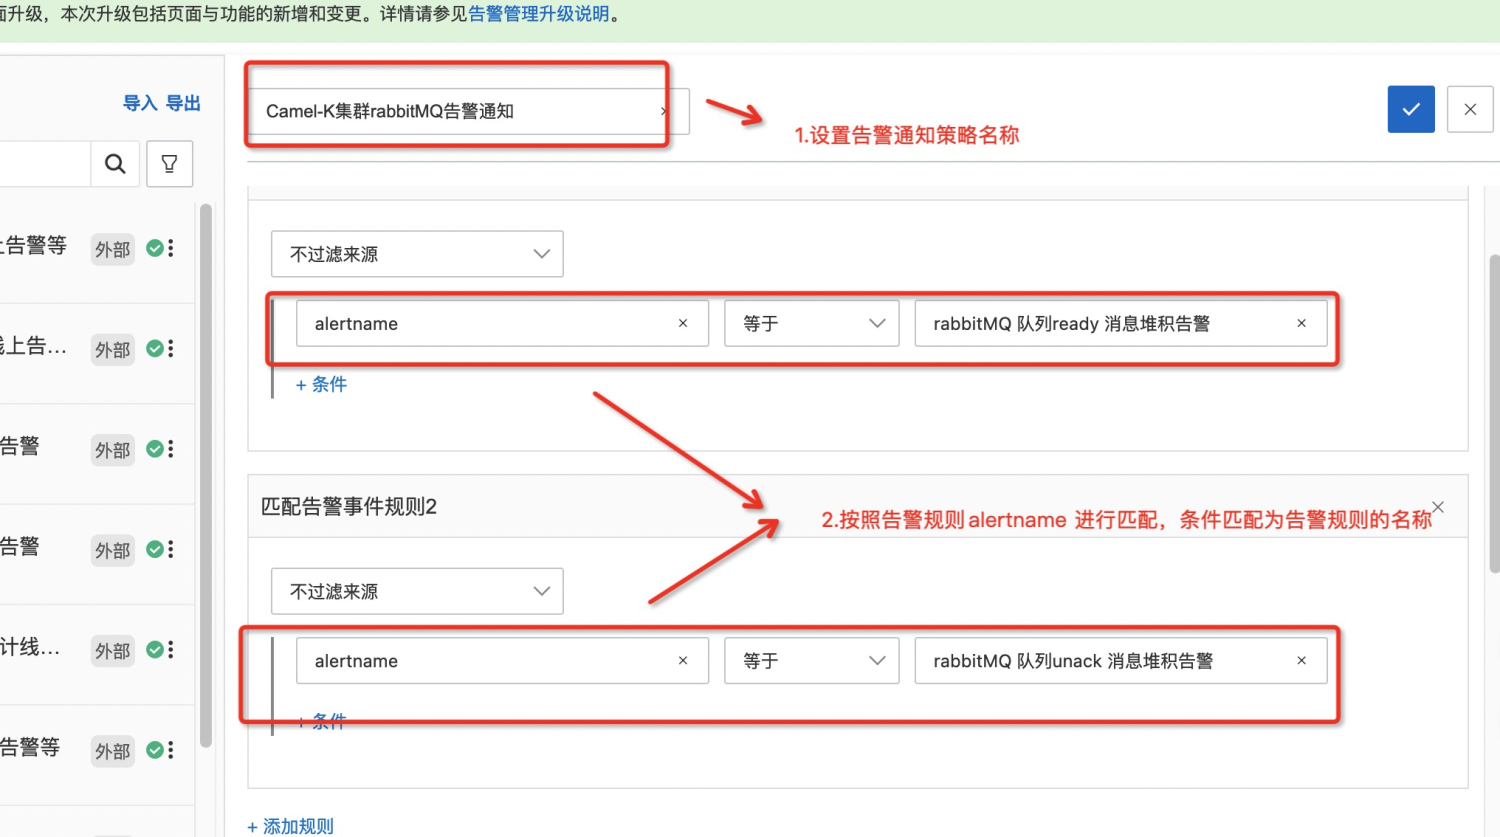 面升级，本次升级包括页面与功能的新增和变更。详情请参见告警管理升级说明。
导入 导出
Camel-K集群rabbitMQ告警通知
1.设置告警通知策略名称
上告警等 外部
不过滤来源
alertname 等于 rabbitMQ 队列ready 消息堆积告警
线上告... 外部
+ 条件
告警 外部
匹配告警事件规则2
2.按照告警规则alertname 进行匹配，条件匹配为告警规则的名称
告警 外部
不过滤来源
计线... 外部
alertname 等于 rabbitMQ 队列unack 消息堆积告警
+ 条件
告警等 外部
+ 添加规则